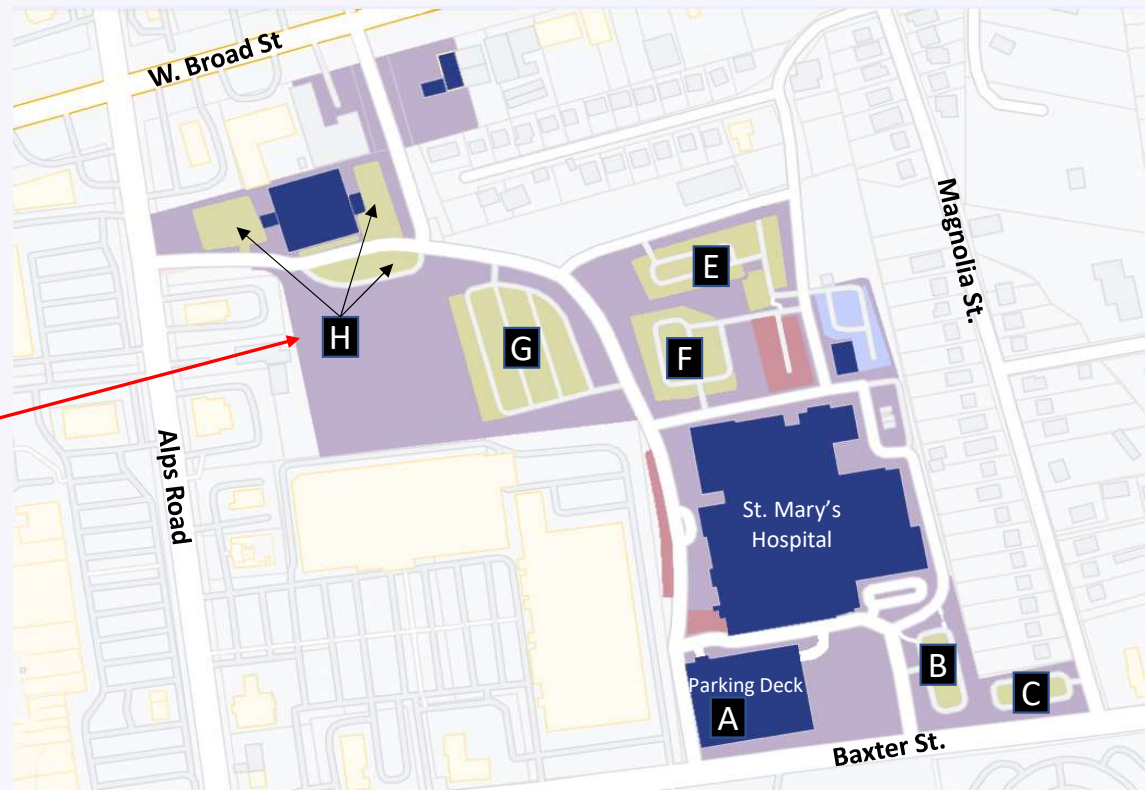 W. Broad St
Magnolia St.
E
H
G
F
Alps Road
St. Mary's
Hospital
B
C
Parking Deck
A
Baxter St.